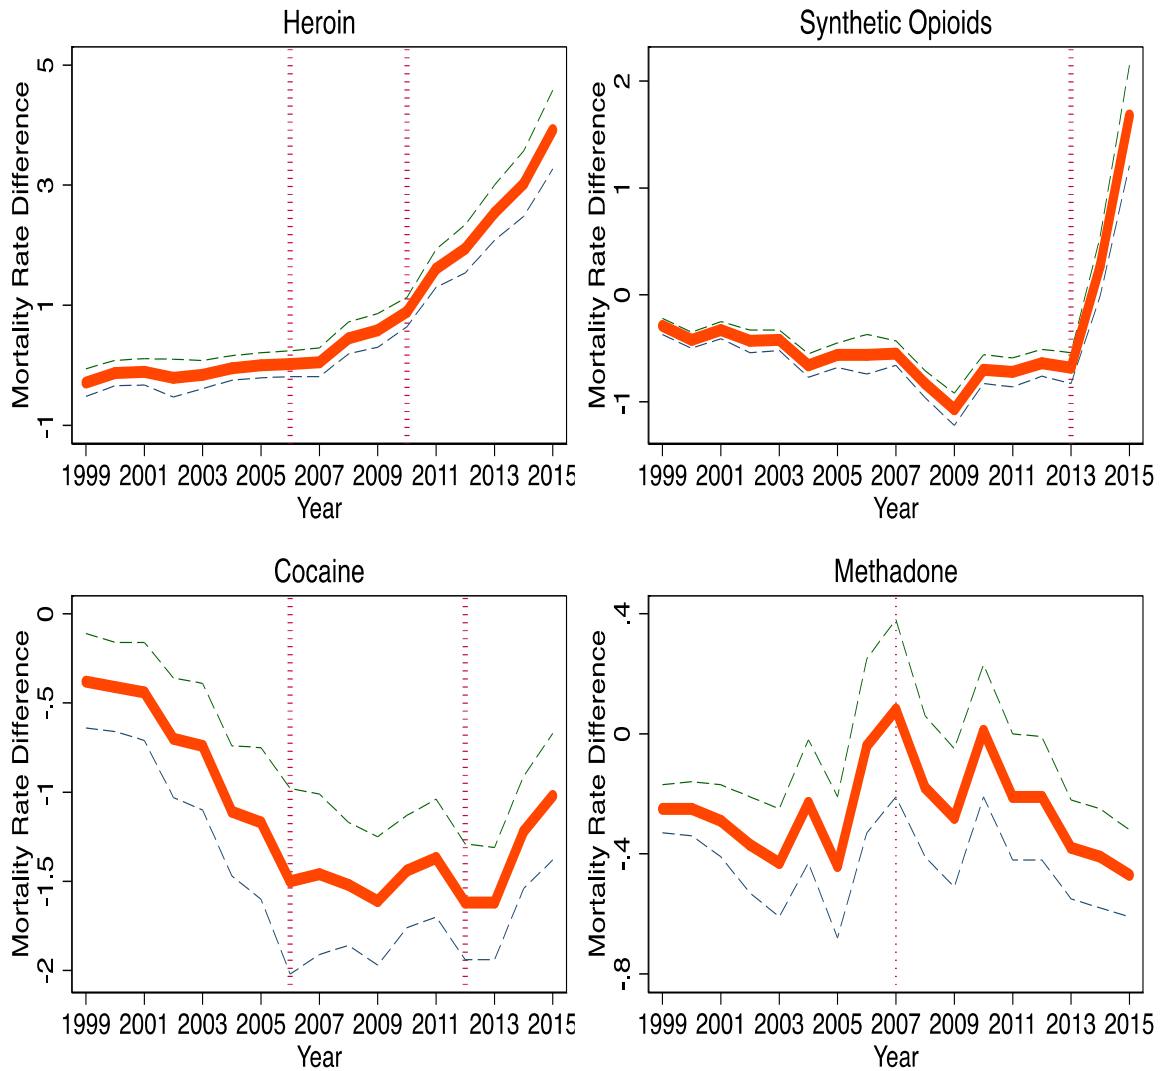 Heroin
Mortality Rate Difference
5
3
1
-1
1999 2001 2003 2005 2007 2009 2011 2013 2015
Year
Synthetic Opioids
Mortality Rate Difference
2
1
0
-1
1999 2001 2003 2005 2007 2009 2011 2013 2015
Year
Cocaine
Mortality Rate Difference
0
-.5
-1
-1.5
-2
1999 2001 2003 2005 2007 2009 2011 2013 2015
Year
Methadone
Mortality Rate Difference
.4
0
-.4
-.8
1999 2001 2003 2005 2007 2009 2011 2013 2015
Year